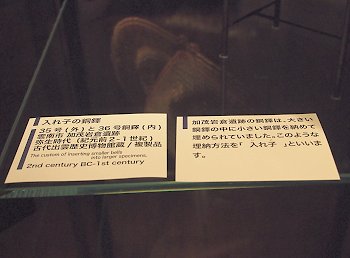 入れ子の銅鐸
35号(外)と36号銅鐸(内)
雲南市 加茂岩倉遺跡
弥生時代(紀元前2-1世紀)
古代出雲歴史博物館蔵/複製品
The custom of inserting smaller bells
into larger specimens,
2nd century BC-1st century
加茂岩倉遺跡の銅鐸は、大きい
銅鐸の中に小さい銅鐸を納めて
埋められていました。このような
埋納方法を「 入れ子 」といいま
す。